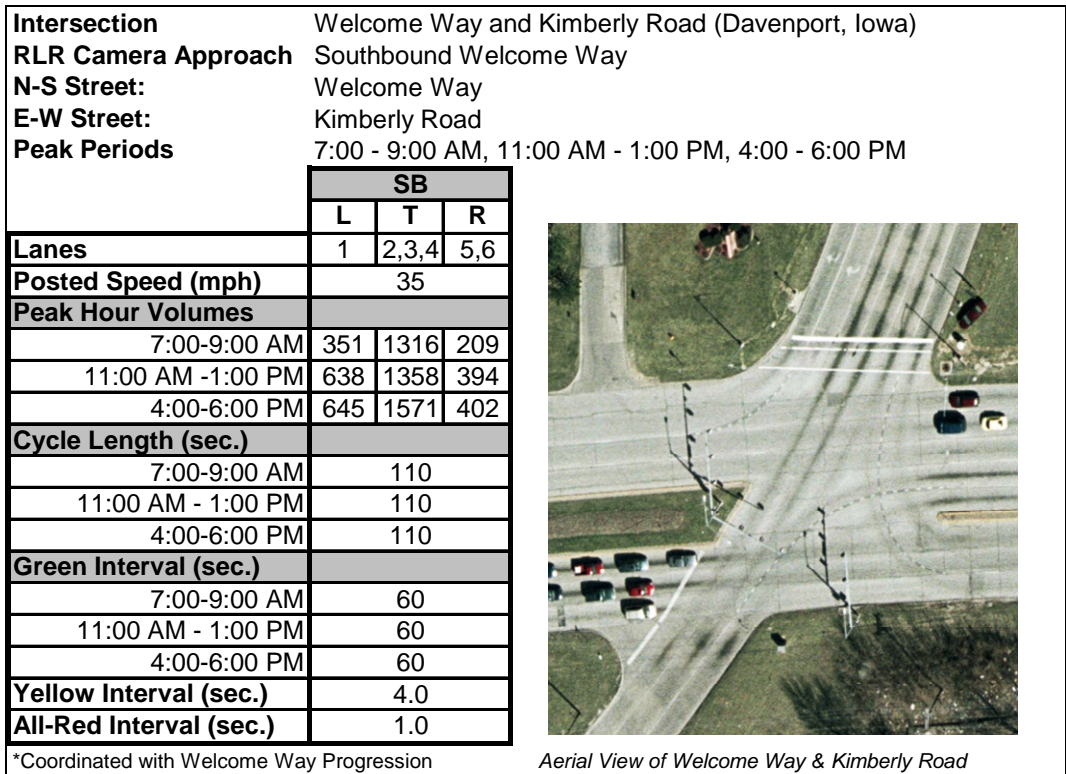 Intersection Welcome Way and Kimberly Road (Davenport, Iowa)
RLR Camera Approach Southbound Welcome Way
N-S Street: Welcome Way
E-W Street: Kimberly Road
Peak Periods 7:00 - 9:00 AM, 11:00 AM - 1:00 PM, 4:00 - 6:00 PM
SB
L T R
Lanes 1 2,3,4 5,6
Posted Speed (mph) 35
Peak Hour Volumes
7:00-9:00 AM 351 1316 209
11:00 AM -1:00 PM 638 1358 394
4:00-6:00 PM 645 1571 402
Cycle Length (sec.)
7:00-9:00 AM 110
11:00 AM - 1:00 PM 110
4:00-6:00 PM 110
Green Interval (sec.)
7:00-9:00 AM 60
11:00 AM - 1:00 PM 60
4:00-6:00 PM 60
Yellow Interval (sec.) 4.0
All-Red Interval (sec.) 1.0
*Coordinated with Welcome Way Progression
Aerial View of Welcome Way & Kimberly Road